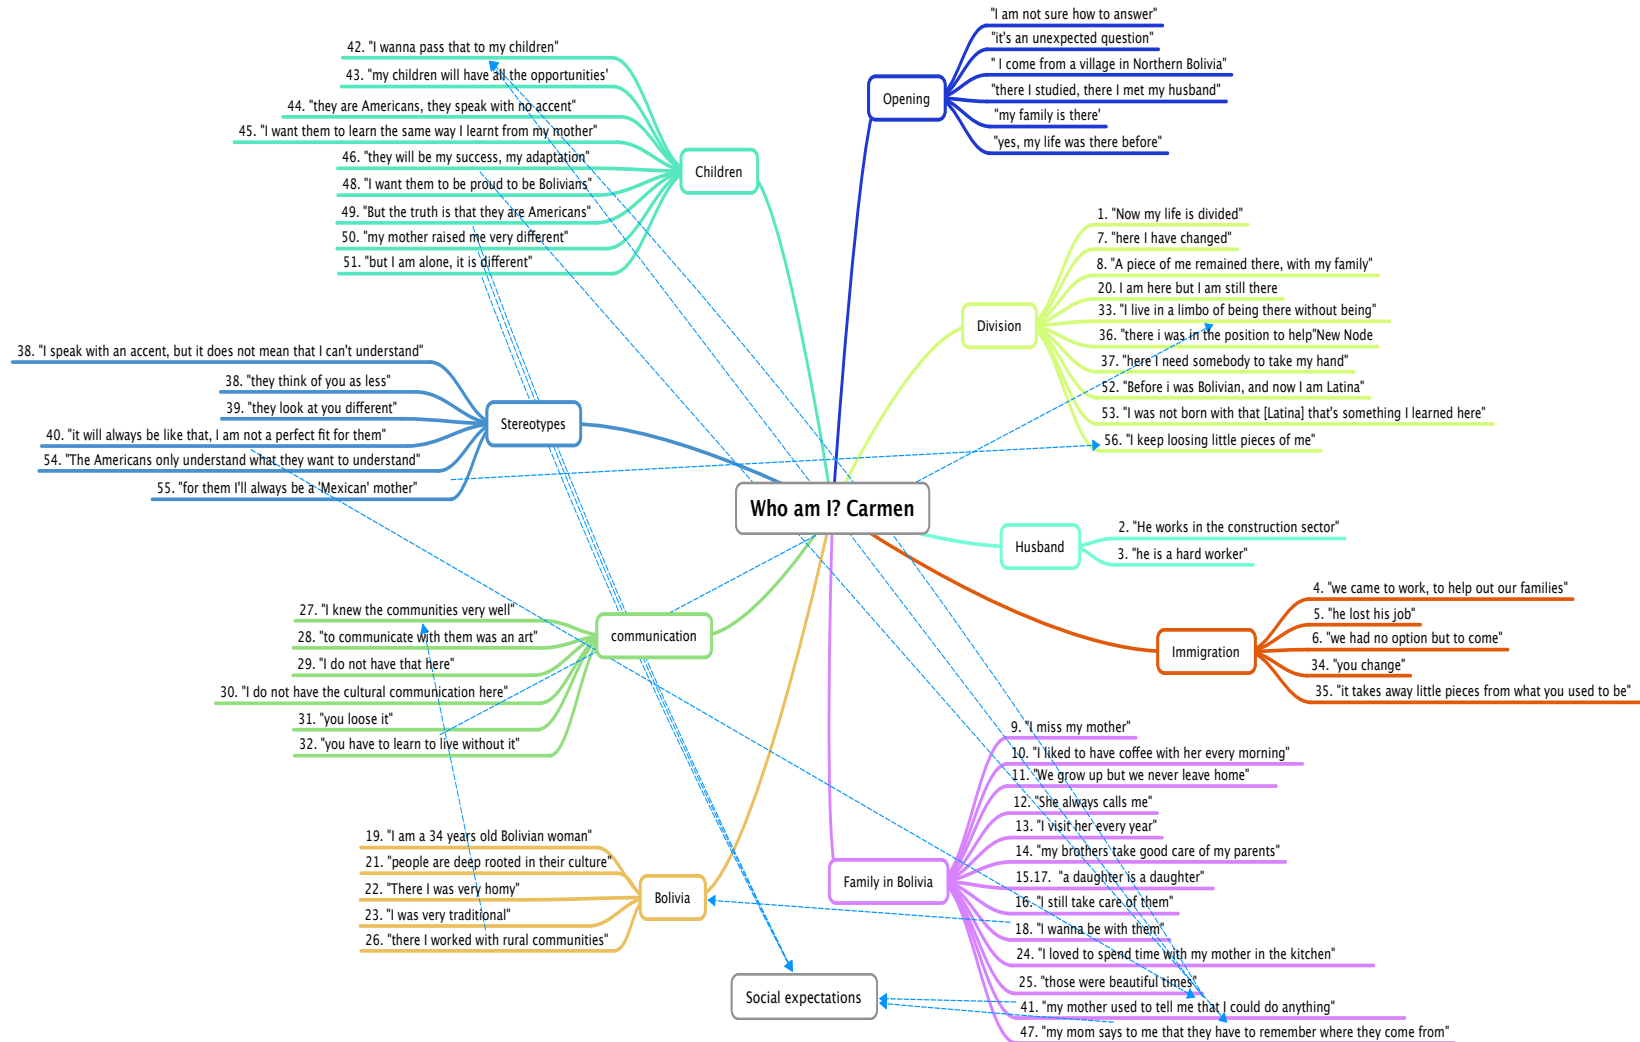 Who am I? Carmen
Opening
"I am not sure how to answer"
"it's an unexpected question"
" I come from a village in Northern Bolivia"
"there I studied, there I met my husband"
"my family is there'
"yes, my life was there before"
Division
1. "Now my life is divided"
7. "here I have changed"
8. "A piece of me remained there, with my family"
20. I am here but I am still there
33. "I live in a limbo of being there without being"
36. "there i was in the position to help"New Node
37. "here I need somebody to take my hand"
52. "Before i was Bolivian, and now I am Latina"
53. "I was not born with that [Latina] that's something I learned here"
56. "I keep loosing little pieces of me"
Husband
2. "He works in the construction sector"
3. "he is a hard worker"
Immigration
4. "we came to work, to help out our families"
5. "he lost his job"
6. "we had no option but to come"
34. "you change"
35. "it takes away little pieces from what you used to be"
Family in Bolivia
9. "I miss my mother"
10. "I liked to have coffee with her every morning"
11. "We grow up but we never leave home"
12. "She always calls me"
13. "I visit her every year"
14. "my brothers take good care of my parents"
15.17. "a daughter is a daughter"
16. "I still take care of them"
18. "I wanna be with them"
24. "I loved to spend time with my mother in the kitchen"
25. "those were beautiful times"
41. "my mother used to tell me that I could do anything"
47. "my mom says to me that they have to remember where they come from"
Social expectations
Bolivia
19. "I am a 34 years old Bolivian woman"
21. "people are deep rooted in their culture"
22. "There I was very homy"
23. "I was very traditional"
26. "there I worked with rural communities"
communication
27. "I knew the communities very well"
28. "to communicate with them was an art"
29. "I do not have that here"
30. "I do not have the cultural communication here"
31. "you loose it"
32. "you have to learn to live without it"
Stereotypes
38. "I speak with an accent, but it does not mean that I can't understand"
38. "they think of you as less"
39. "they look at you different"
40. "it will always be like that, I am not a perfect fit for them"
54. "The Americans only understand what they want to understand"
55. "for them I'll always be a 'Mexican' mother"
Children
42. "I wanna pass that to my children"
43. "my children will have all the opportunities'
44. "they are Americans, they speak with no accent"
45. "I want them to learn the same way I learnt from my mother"
46. "they will be my success, my adaptation"
48. "I want them to be proud to be Bolivians"
49. "But the truth is that they are Americans"
50. "my mother raised me very different"
51. "but I am alone, it is different"